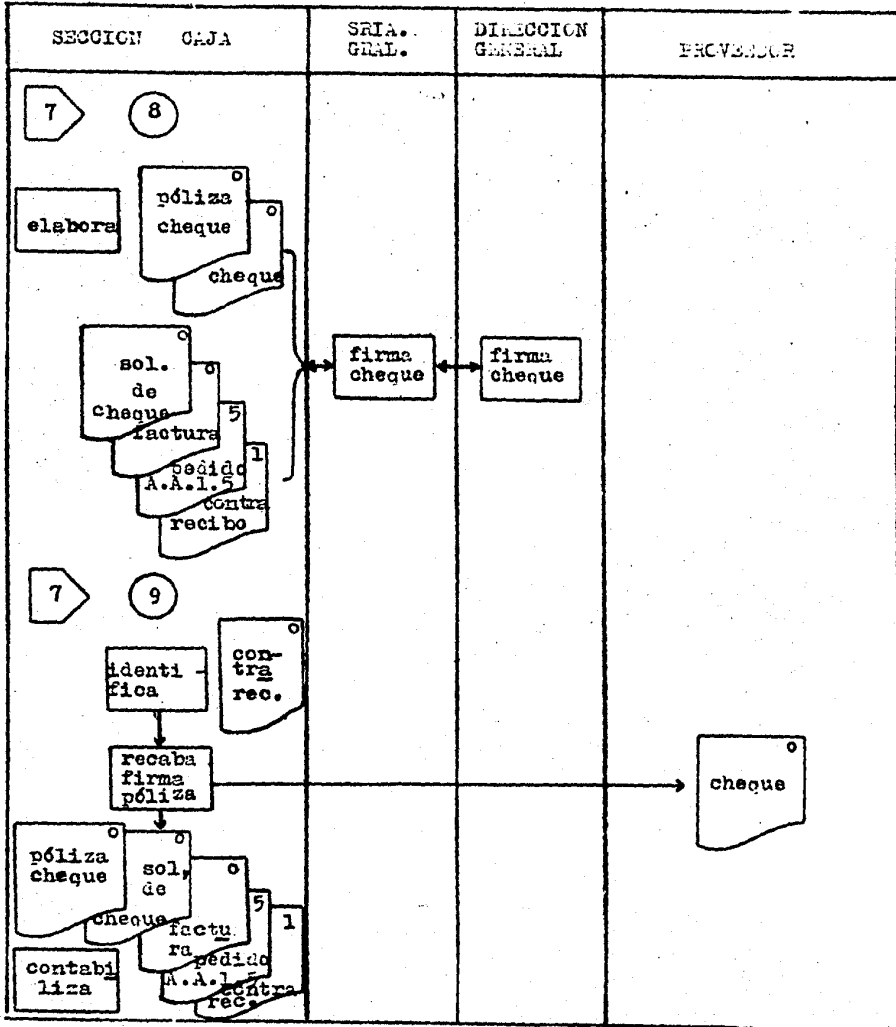 SECCION CAJA
SRIA.
GRAL.
DIRECCION
GENERAL
PROVEEDOR
7
8
elabora
o
póliza
cheque
o
cheque
o
sol.
de
cheque
o
factura
5
pedido
A.A.1.5
1
contra
recibo
firma
cheque
firma
cheque
7
9
identi-
fica
o
con-
tra
rec.
recaba
firma
póliza
o
cheque
o
póliza
cheque
o
sol,
de
cheque
o
factu
ra
5
pedido
A.A.1.5
1
contra
rec.
contabi
liza